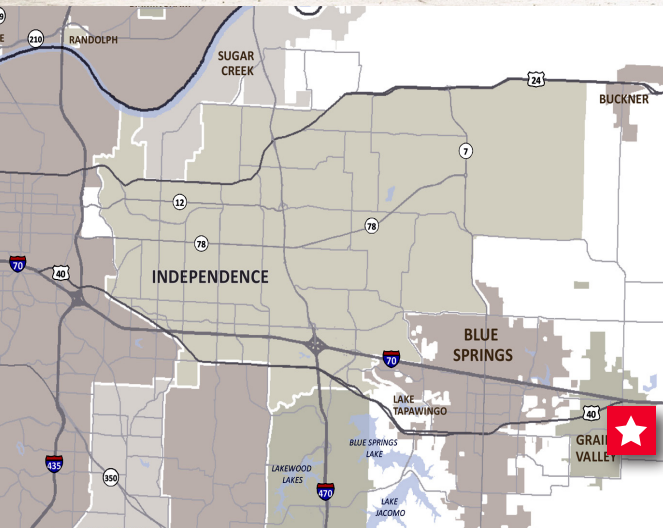 210
RANDOLPH
SUGAR
CREEK
24
BUCKNER
7
12
78
78
INDEPENDENCE
70
40
BLUE
SPRINGS
70
LAKE
TAPAWINGO
40
BLUE SPRINGS
LAKE
VALLEY
LAKEWOOD
LAKES
435
350
470
LAKE
JACOMO